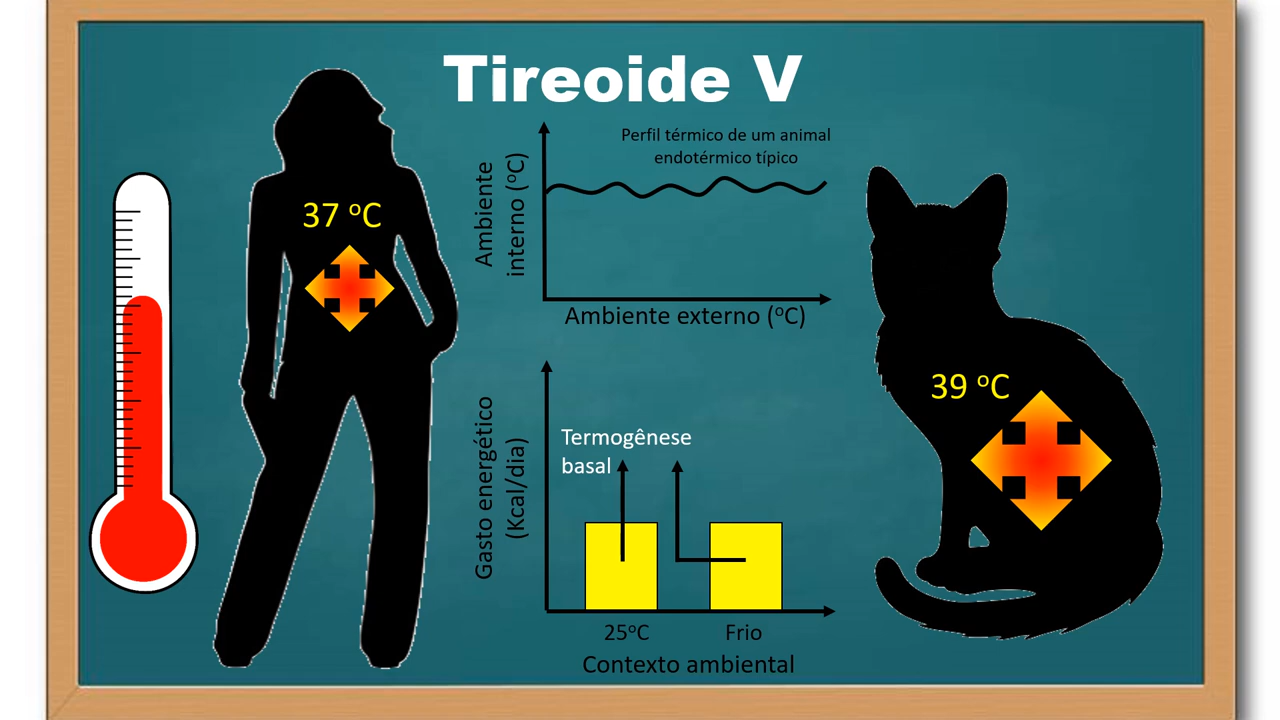 Tireoide V
37 ºC
Perfil térmico de um animal
endotérmico típico
Ambiente
interno (ºC)
Ambiente externo (ºC)
39 ºC
Gasto energético
(Kcal/dia)
Termogênese
basal
25ºC
Frio
Contexto ambiental